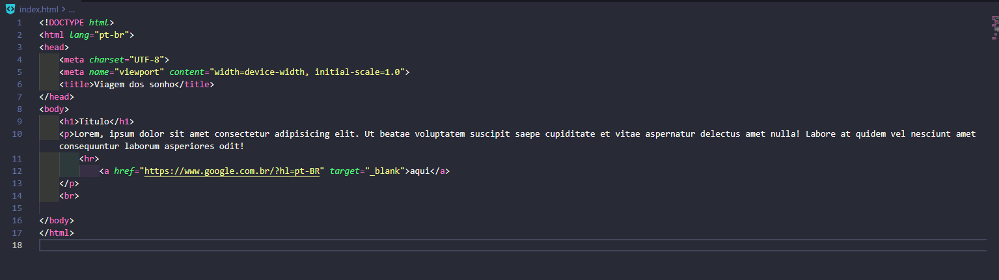 index.html > ...
1 <!DOCTYPE html>
2 <html lang="pt-br">
3 <head>
4     <meta charset="UTF-8">
5     <meta name="viewport" content="width=device-width, initial-scale=1.0">
6     <title>Viagem dos sonho</title>
7 </head>
8 <body>
9     <h1>Titulo</h1>
10     <p>Lorem, ipsum dolor sit amet consectetur adipisicing elit. Ut beatae voluptatem suscipit saepe cupiditate et vitae aspernatur delectus amet nulla! Labore at quidem vel nesciunt amet
    consequuntur laborum asperiores odit!
11         <hr>
12             <a href="https://www.google.com.br/?hl=pt-BR" target="_blank">aqui</a>
13     </p>
14     <br>
15
16 </body>
17 </html>
18